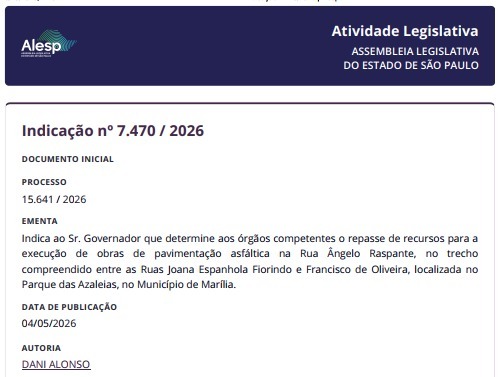 Alesp
Atividade Legislativa
ASSEMBLEIA LEGISLATIVA
DO ESTADO DE SÃO PAULO
Indicação nº 7.470 / 2026
DOCUMENTO INICIAL
PROCESSO
15.641 / 2026
EMENTA
Indica ao Sr. Governador que determine aos órgãos competentes o repasse de recursos para a
execução de obras de pavimentação asfáltica na Rua Ângelo Raspante, no trecho
compreendido entre as Ruas Joana Espanhola Fiorindo e Francisco de Oliveira, localizada no
Parque das Azaleias, no Município de Marília.
DATA DE PUBLICAÇÃO
04/05/2026
AUTORIA
DANI ALONSO